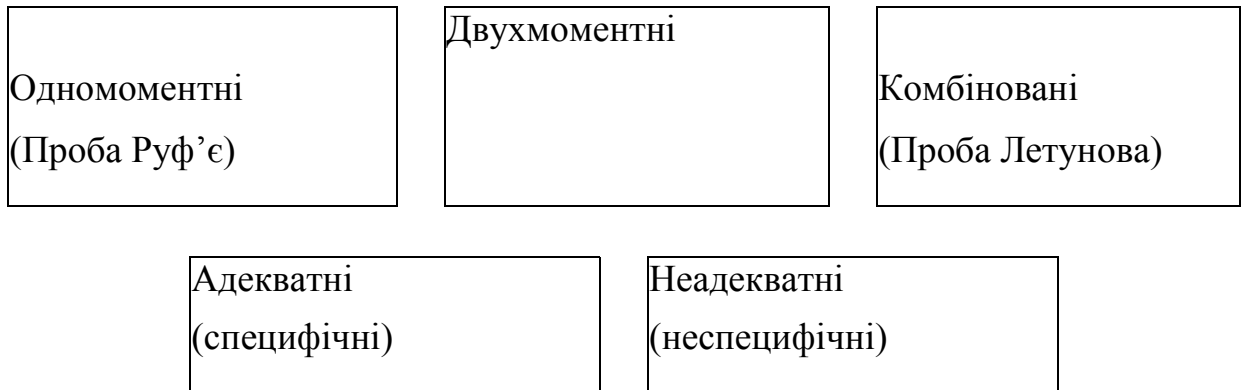 Одномоментні
(Проба Руф’є)
Двухмоментні
Комбіновані
(Проба Летунова)
Адекватні
(специфічні)
Неадекватні
(неспецифічні)